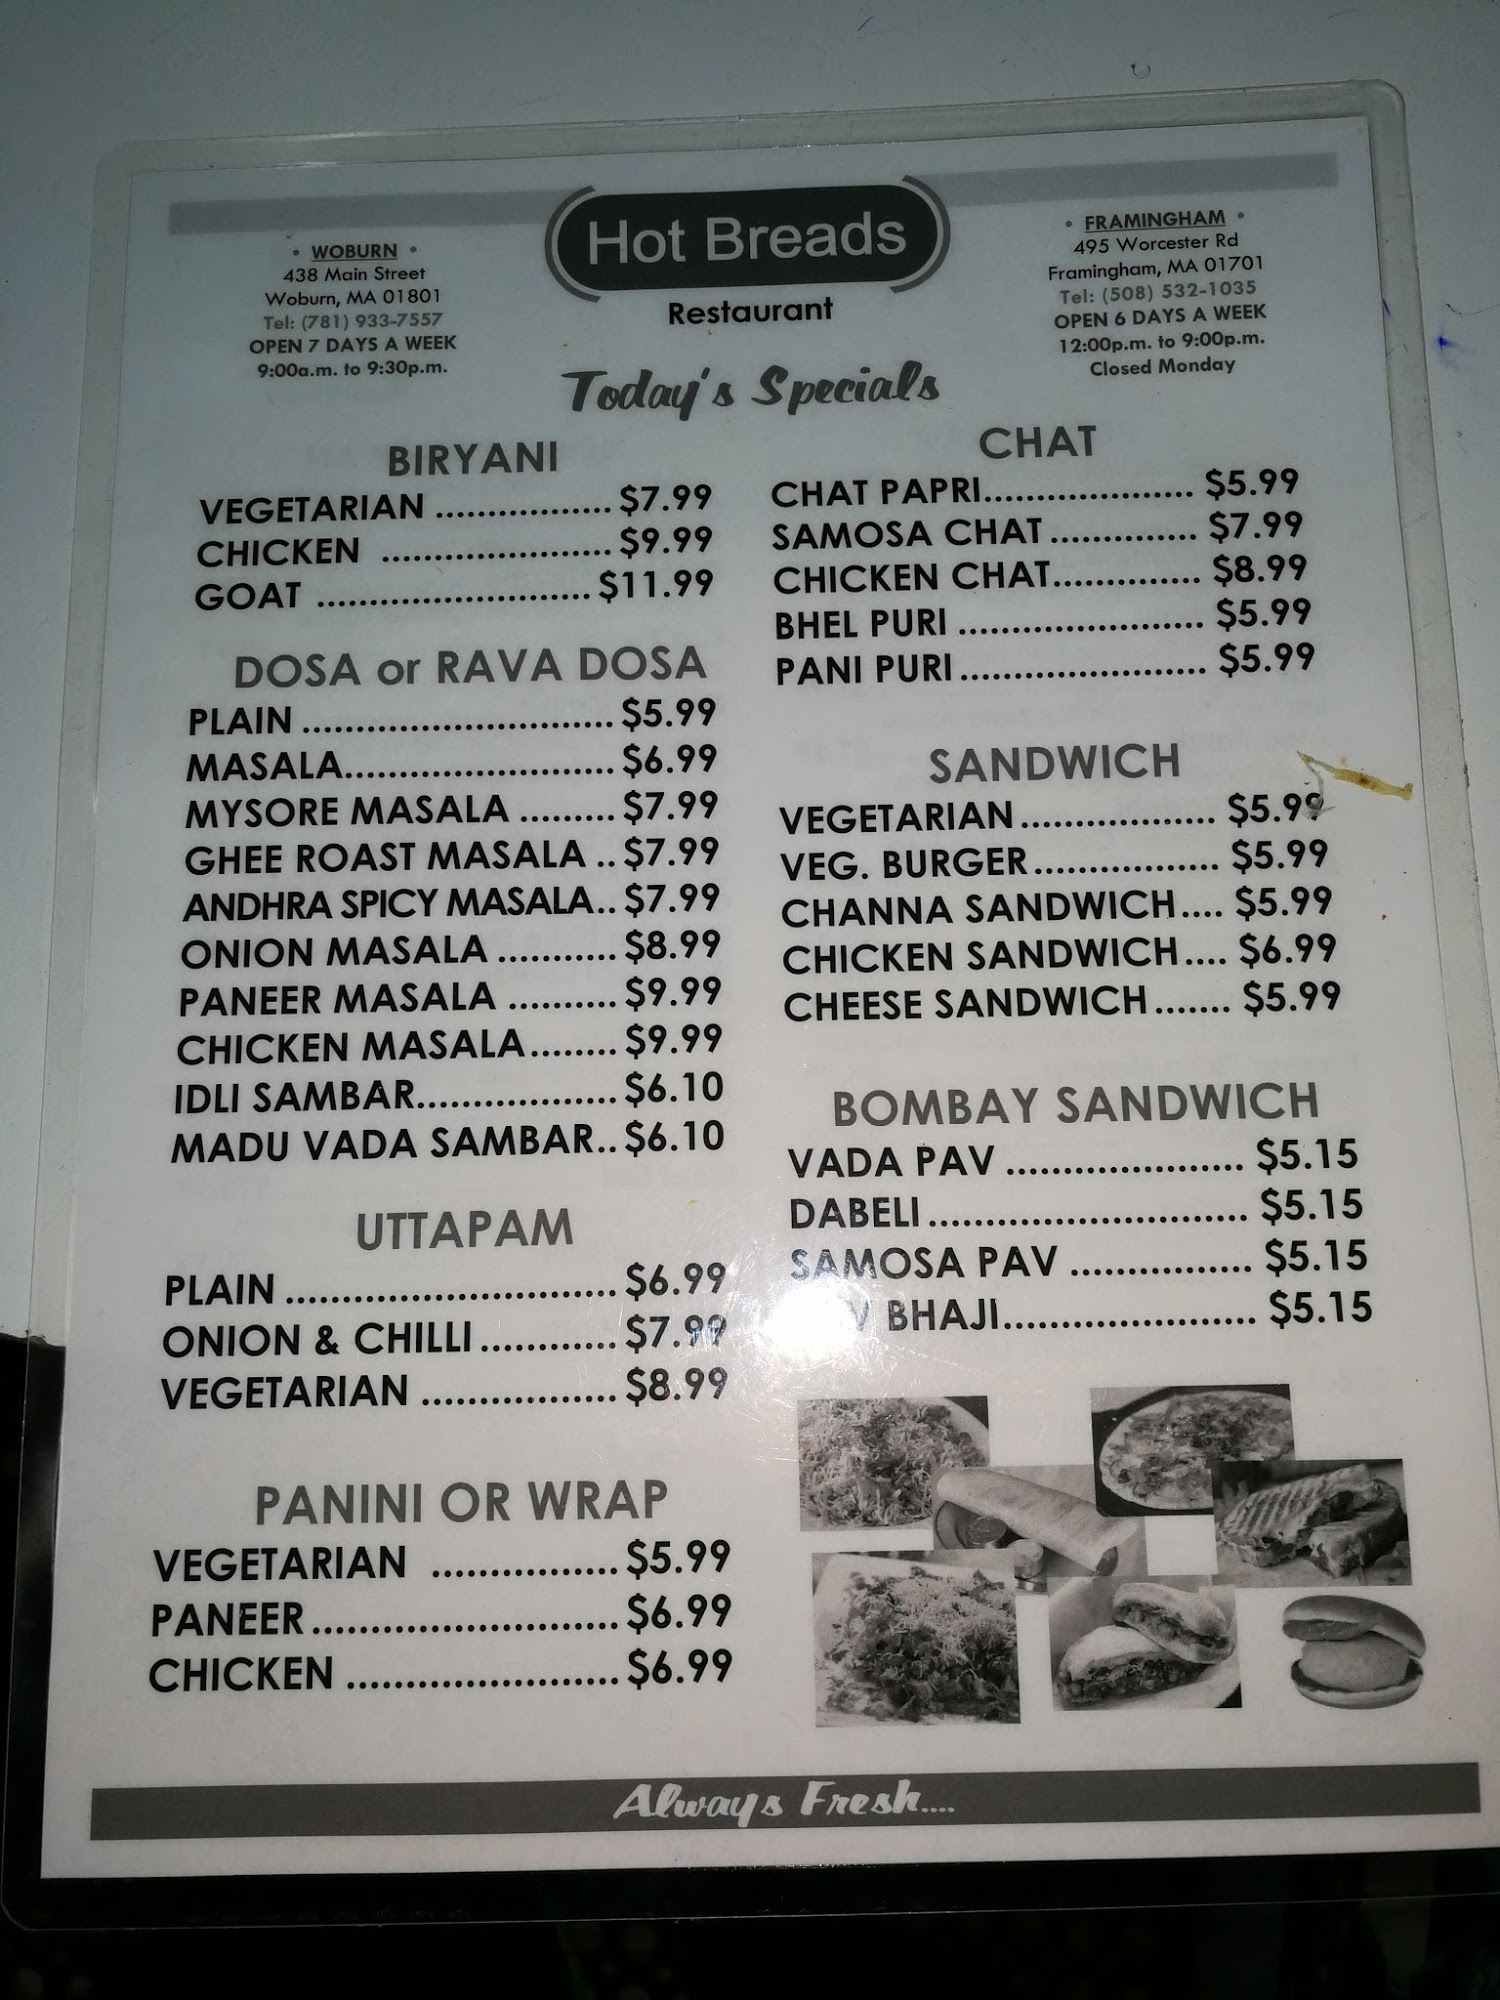 Hot Breads
Restaurant
• WOBURN •
438 Main Street
Woburn, MA 01801
Tel: (781) 933-7557
OPEN 7 DAYS A WEEK
9:00a.m. to 9:30p.m.
• FRAMINGHAM •
495 Worcester Rd
Framingham, MA 01701
Tel: (508) 532-1035
OPEN 6 DAYS A WEEK
12:00p.m. to 9:00p.m.
Closed Monday
Today's Specials
BIRYANI
VEGETARIAN ................. $7.99
CHICKEN ...................... $9.99
GOAT .......................... $11.99
DOSA or RAVA DOSA
PLAIN ............................. $5.99
MASALA......................... $6.99
MYSORE MASALA ......... $7.99
GHEE ROAST MASALA .. $7.99
ANDHRA SPICY MASALA.. $7.99
ONION MASALA ........... $8.99
PANEER MASALA .......... $9.99
CHICKEN MASALA........ $9.99
IDLI SAMBAR................... $6.10
MADU VADA SAMBAR.. $6.10
UTTAPAM
PLAIN ............................. $6.99
ONION & CHILLI............ $7.99
VEGETARIAN ................. $8.99
PANINI OR WRAP
VEGETARIAN ................ $5.99
PANEER.......................... $6.99
CHICKEN ....................... $6.99
CHAT
CHAT PAPRI.................... $5.99
SAMOSA CHAT.............. $7.99
CHICKEN CHAT.............. $8.99
BHEL PURI ....................... $5.99
PANI PURI....................... $5.99
SANDWICH
VEGETARIAN.................. $5.99
VEG. BURGER................. $5.99
CHANNA SANDWICH.... $5.99
CHICKEN SANDWICH.... $6.99
CHEESE SANDWICH....... $5.99
BOMBAY SANDWICH
VADA PAV ..................... $5.15
DABELI............................ $5.15
SAMOSA PAV ................ $5.15
BHAJI...................... $5.15
Always Fresh....